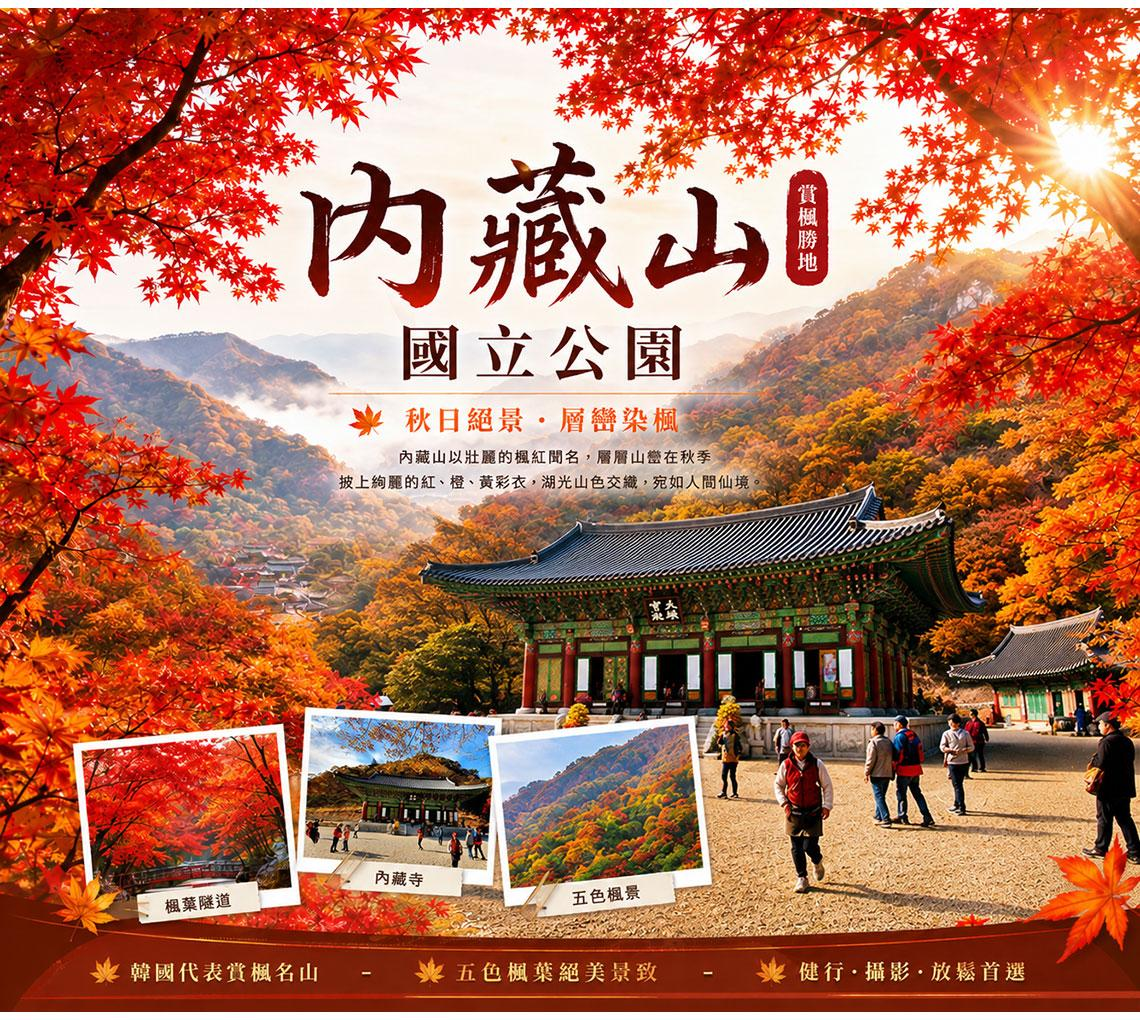 內藏山
賞楓勝地
國立公園
秋日絕景・層巒染楓
內藏山以壯麗的楓紅聞名，層層山巒在秋季
披上絢麗的紅、橙、黃彩衣，湖光山色交織，宛如人間仙境。
楓葉隧道
內藏寺
五色楓景
韓國代表賞楓名山 - 五色楓葉絕美景致 - 健行・攝影・放鬆首選